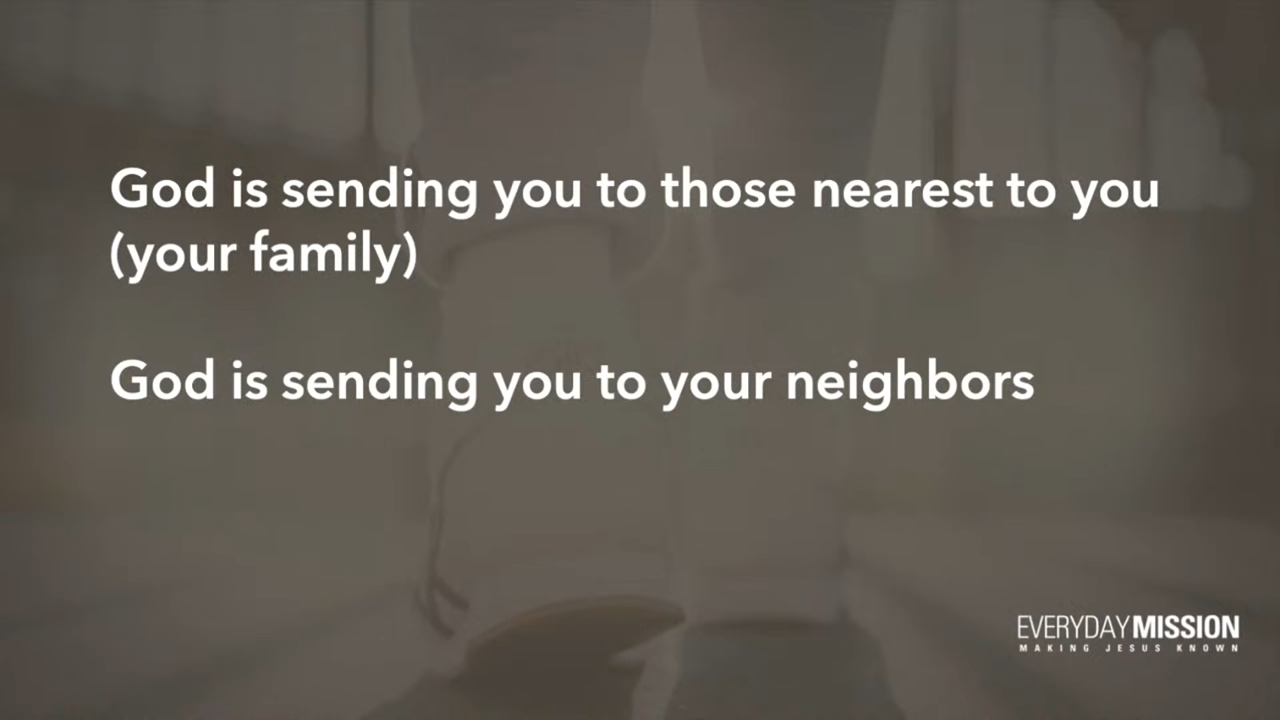 God is sending you to those nearest to you
(your family)
God is sending you to your neighbors
EVERYDAYMISSION
MAKING JESUS KNOWN